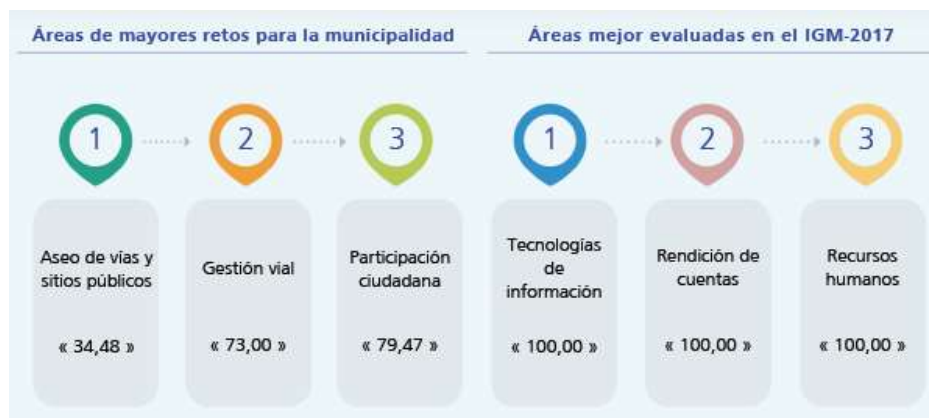 Áreas de mayores retos para la municipalidad
1
2
3
Aseo de vías y
sitios públicos
« 34,48 »
Gestión vial
« 73,00 »
Participación
ciudadana
« 79,47 »
Áreas mejor evaluadas en el IGM-2017
1
2
3
Tecnologías
de
información
« 100,00 »
Rendición de
cuentas
« 100,00 »
Recursos
humanos
« 100,00 »